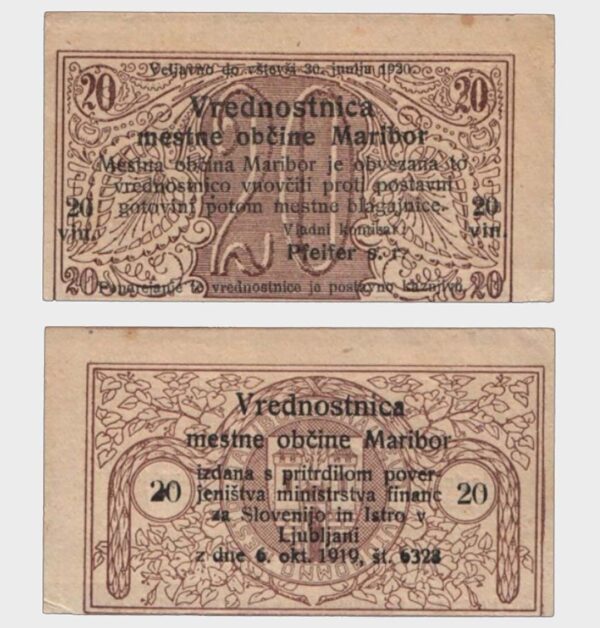 20 Veljavno do vštevši 30. junija 1920. 20
Vrednostnica
mestne občine Maribor
20
Mestna občina Maribor je obvezana to
vrednostnico vnovčiti proti postavni
20 gotovini potom mestne blagajnice. 20
vin. Vladni komisar: vin.
Pfeifer s. r.
20 Ponarejanje te vrednostnice je postavno kaznjivo. 20
Vrednostnica
mestne občine Maribor
izdana s pritrdilom pover-
20 jeništva ministrstva financ 20
za Slovenijo in Istro v
Ljubljani
z dne 6. okt. 1919, št. 6328